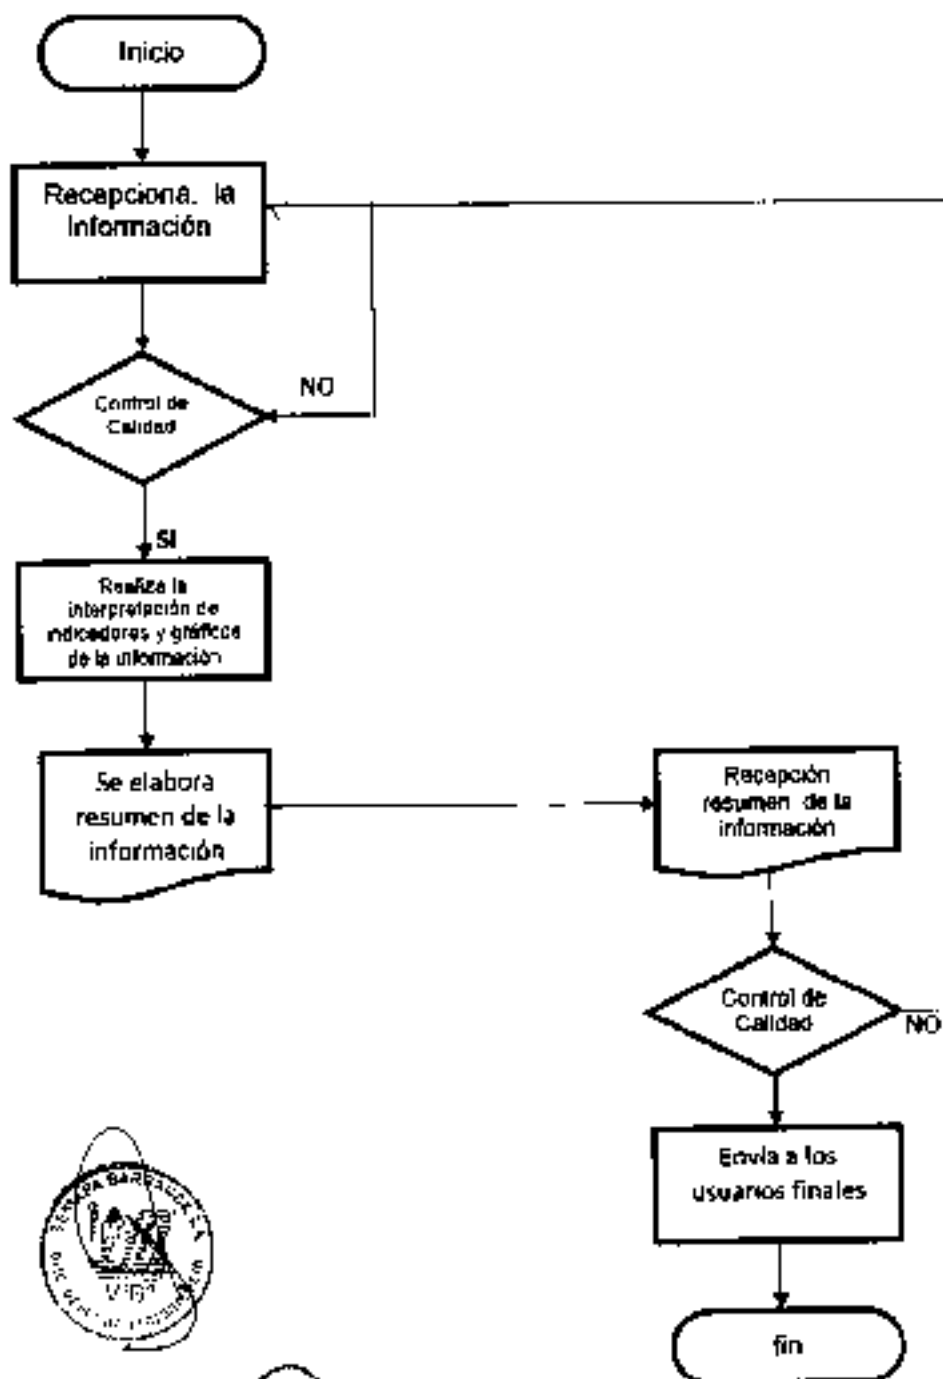 Inicio
Recepciona. la
Información
Control de
Calidad
NO
SI
Realiza la
interpretación de
indicadores y gráficos
de la información
Se elabora
resumen de la
información
Recepción
resumen de la
información
Control de
Calidad
NO
Envía a los
usuarios finales
fin
BARRANCA S.A.